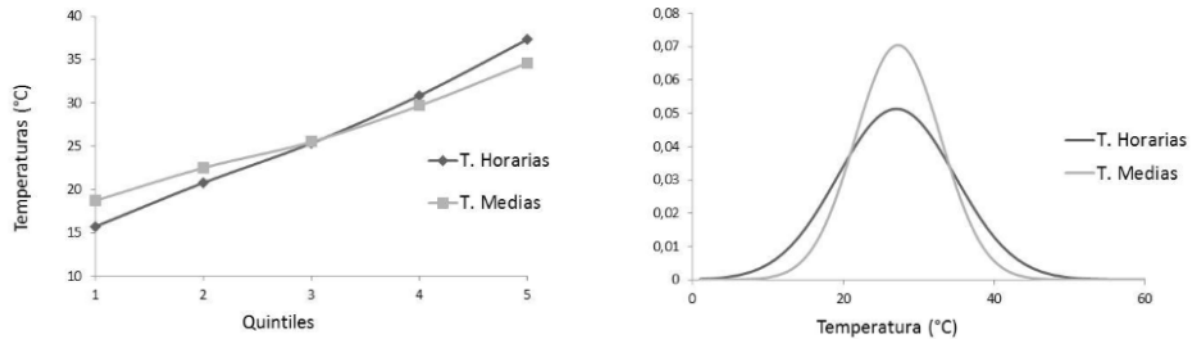 40
35
30
25
20
15
10
1 2 3 4 5
Temperaturas (°C)
Quintiles
T. Horarias
T. Medias
0,08
0,07
0,06
0,05
0,04
0,03
0,02
0,01
0
0 20 40 60
Temperatura (°C)
T. Horarias
T. Medias